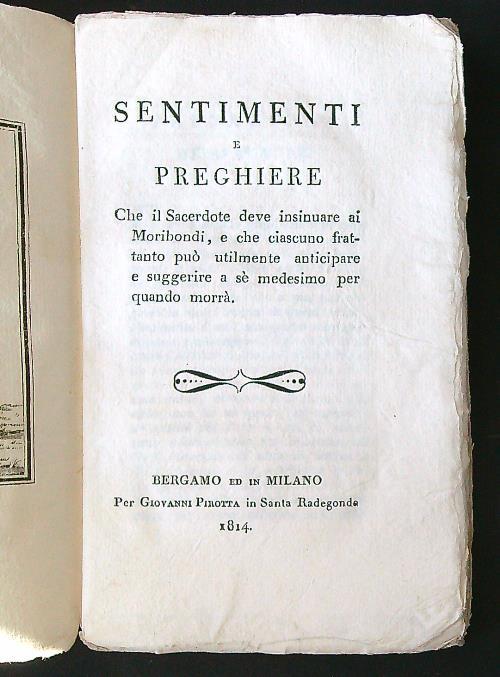 SENTIMENTI
E
PREGHIERE
Che il Sacerdote deve insinuare ai
Moribondi, e che ciascuno frat-
tanto può utilmente anticipare
e suggerire a sè medesimo per
quando morrà.
BERGAMO ED IN MILANO
Per GIOVANNI PIROTTA in Santa Radegonda
1814.